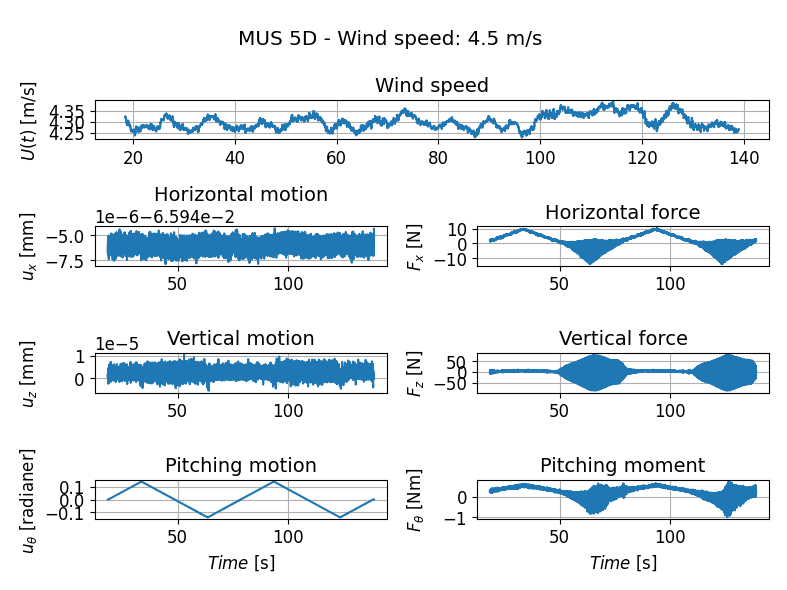 MUS 5D - Wind speed: 4.5 m/s
Wind speed
U(t) [m/s]
4.35
4.30
4.25
20 40 60 80 100 120 140
Horizontal motion
1e−6−6.594e−2
u_x [mm]
−5.0
−7.5
50 100
Horizontal force
F_x [N]
10
0
−10
50 100
Vertical motion
1e−5
u_z [mm]
1
0
50 100
Vertical force
F_z [N]
50
0
−50
50 100
Pitching motion
u_θ [radianer]
0.1
0.0
−0.1
50 100
Time [s]
Pitching moment
F_θ [Nm]
0
−1
50 100
Time [s]